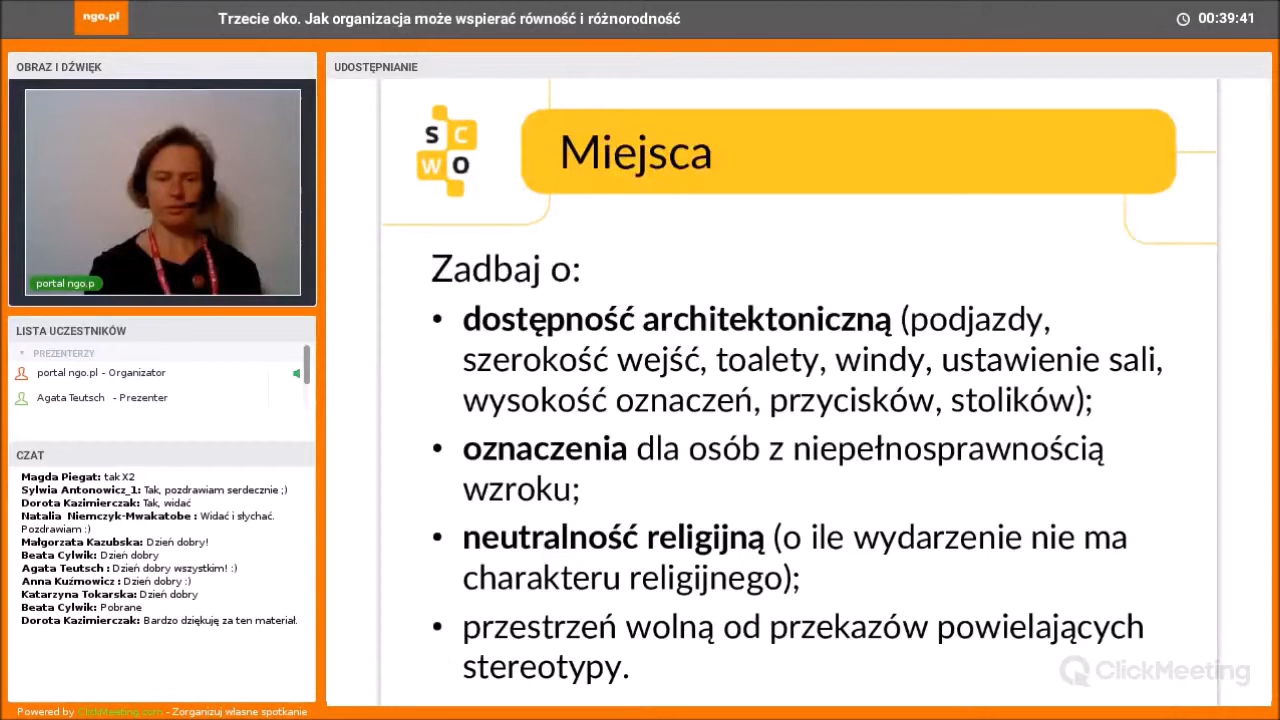 ngo.pl
Trzecie oko. Jak organizacja może wspierać równość i różnorodność
00:39:41
OBRAZ I DŹWIĘK
portal ngo.p
LISTA UCZESTNIKÓW
PREZENTERZY
portal ngo.pl - Organizator
Agata Teutsch - Prezenter
CZAT
Magda Piegat: tak X2
Sylwia Antonowicz_1: Tak, pozdrawiam serdecznie ;)
Dorota Kazimierczak: Tak, widać
Natalia Niemczyk-Mwakatobe : Widać i słychać.
Pozdrawiam :)
Małgorzata Kazubska: Dzień dobry!
Beata Cylwik: Dzień dobry
Agata Teutsch : Dzień dobry wszystkim! :)
Anna Kuźmowicz : Dzień dobry :)
Katarzyna Tokarska: Dzień dobry
Beata Cylwik: Pobrane
Dorota Kazimierczak: Bardzo dziękuję za ten materiał.
Powered by ClickMeeting.com - Zorganizuj własne spotkanie
UDOSTĘPNIANIE
S C
W O
Miejsca
Zadbaj o:
• dostępność architektoniczną (podjazdy,
szerokość wejść, toalety, windy, ustawienie sali,
wysokość oznaczeń, przycisków, stolików);
• oznaczenia dla osób z niepełnosprawnością
wzroku;
• neutralność religijną (o ile wydarzenie nie ma
charakteru religijnego);
• przestrzeń wolną od przekazów powielających
stereotypy.
ClickMeeting